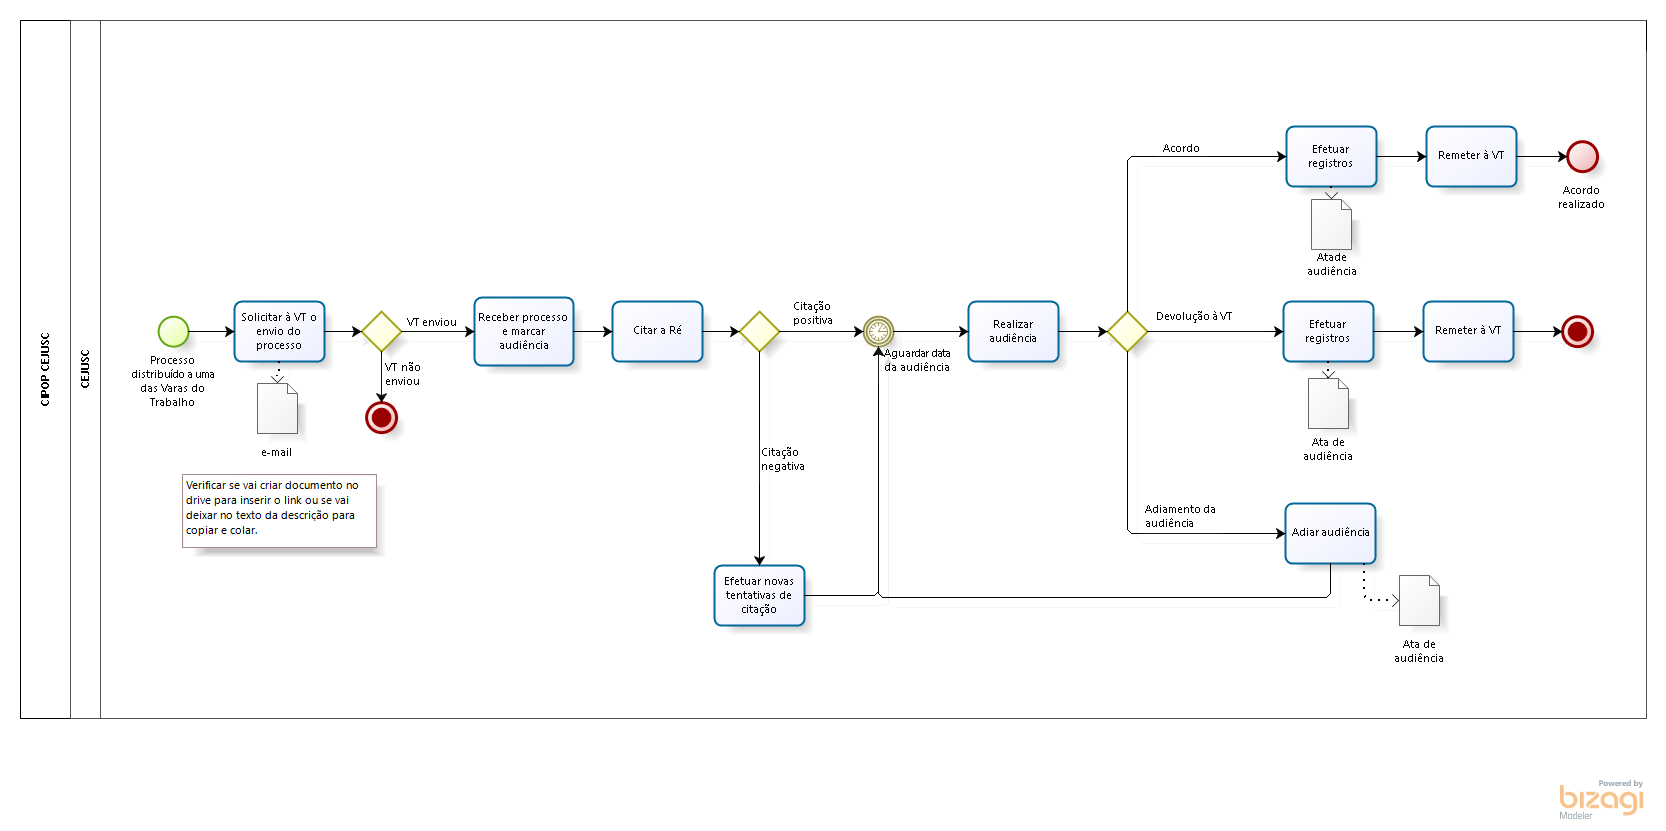 CIPOP CEJUSC
CEJUSC
Processo
distribuído a uma
das Varas do
Trabalho
Solicitar à VT o
envio do
processo
e-mail
Verificar se vai criar documento no
drive para inserir o link ou se vai
deixar no texto da descrição para
copiar e colar.
VT enviou
VT não
enviou
Receber processo
e marcar
audiência
Citar a Ré
Citação
positiva
Citação
negativa
Efetuar novas
tentativas de
citação
Aguardar data
da audiência
Realizar
audiência
Acordo
Efetuar
registros
Atade
audiência
Remeter à VT
Acordo
realizado
Devolução à VT
Efetuar
registros
Ata de
audiência
Remeter à VT
Adiamento da
audiência
Adiar audiência
Ata de
audiência
Powered by
bizagi
Modeler